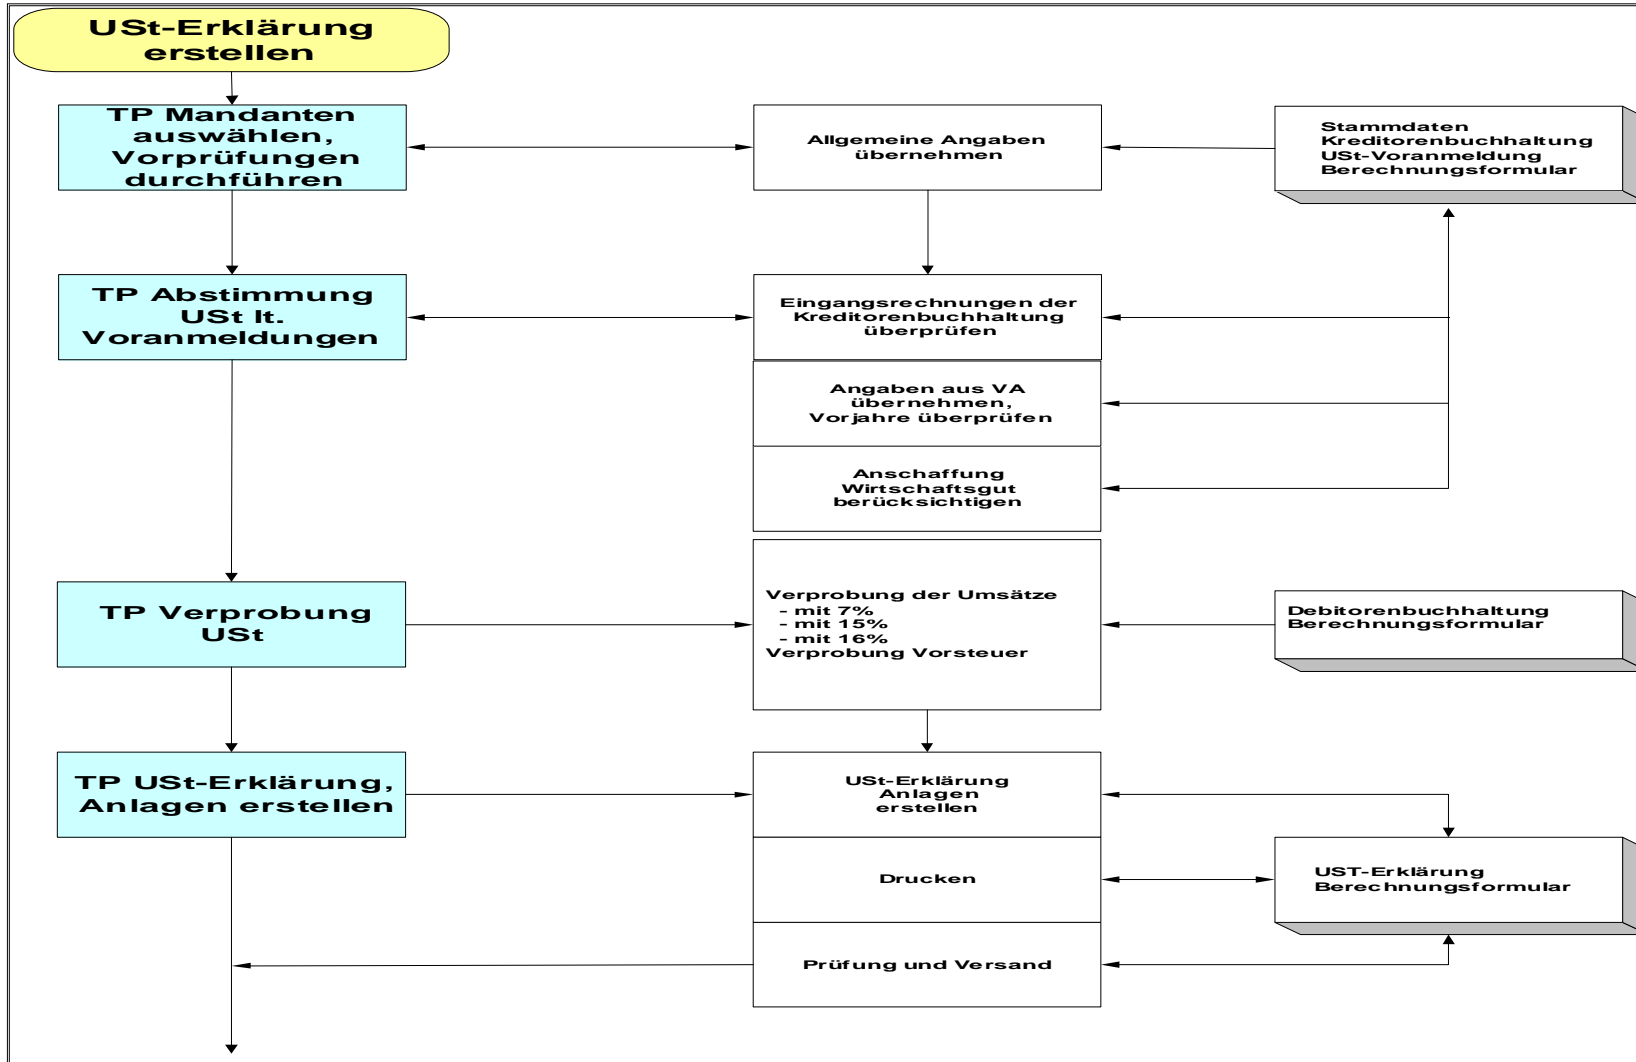 USt-Erklärung
erstellen
TP Mandanten
auswählen,
Vorprüfungen
durchführen
Allgemeine Angaben
übernehmen
Stammdaten
Kreditorenbuchhaltung
USt-Voranmeldung
Berechnungsformular
TP Abstimmung
USt lt.
Voranmeldungen
Eingangsrechnungen der
Kreditorenbuchhaltung
überprüfen
Angaben aus VA
übernehmen,
Vorjahre überprüfen
Anschaffung
Wirtschaftsgut
berücksichtigen
TP Verprobung
USt
Verprobung der Umsätze
- mit 7%
- mit 15%
- mit 16%
Verprobung Vorsteuer
Debitorenbuchhaltung
Berechnungsformular
TP USt-Erklärung,
Anlagen erstellen
USt-Erklärung
Anlagen
erstellen
Drucken
UST-Erklärung
Berechnungsformular
Prüfung und Versand